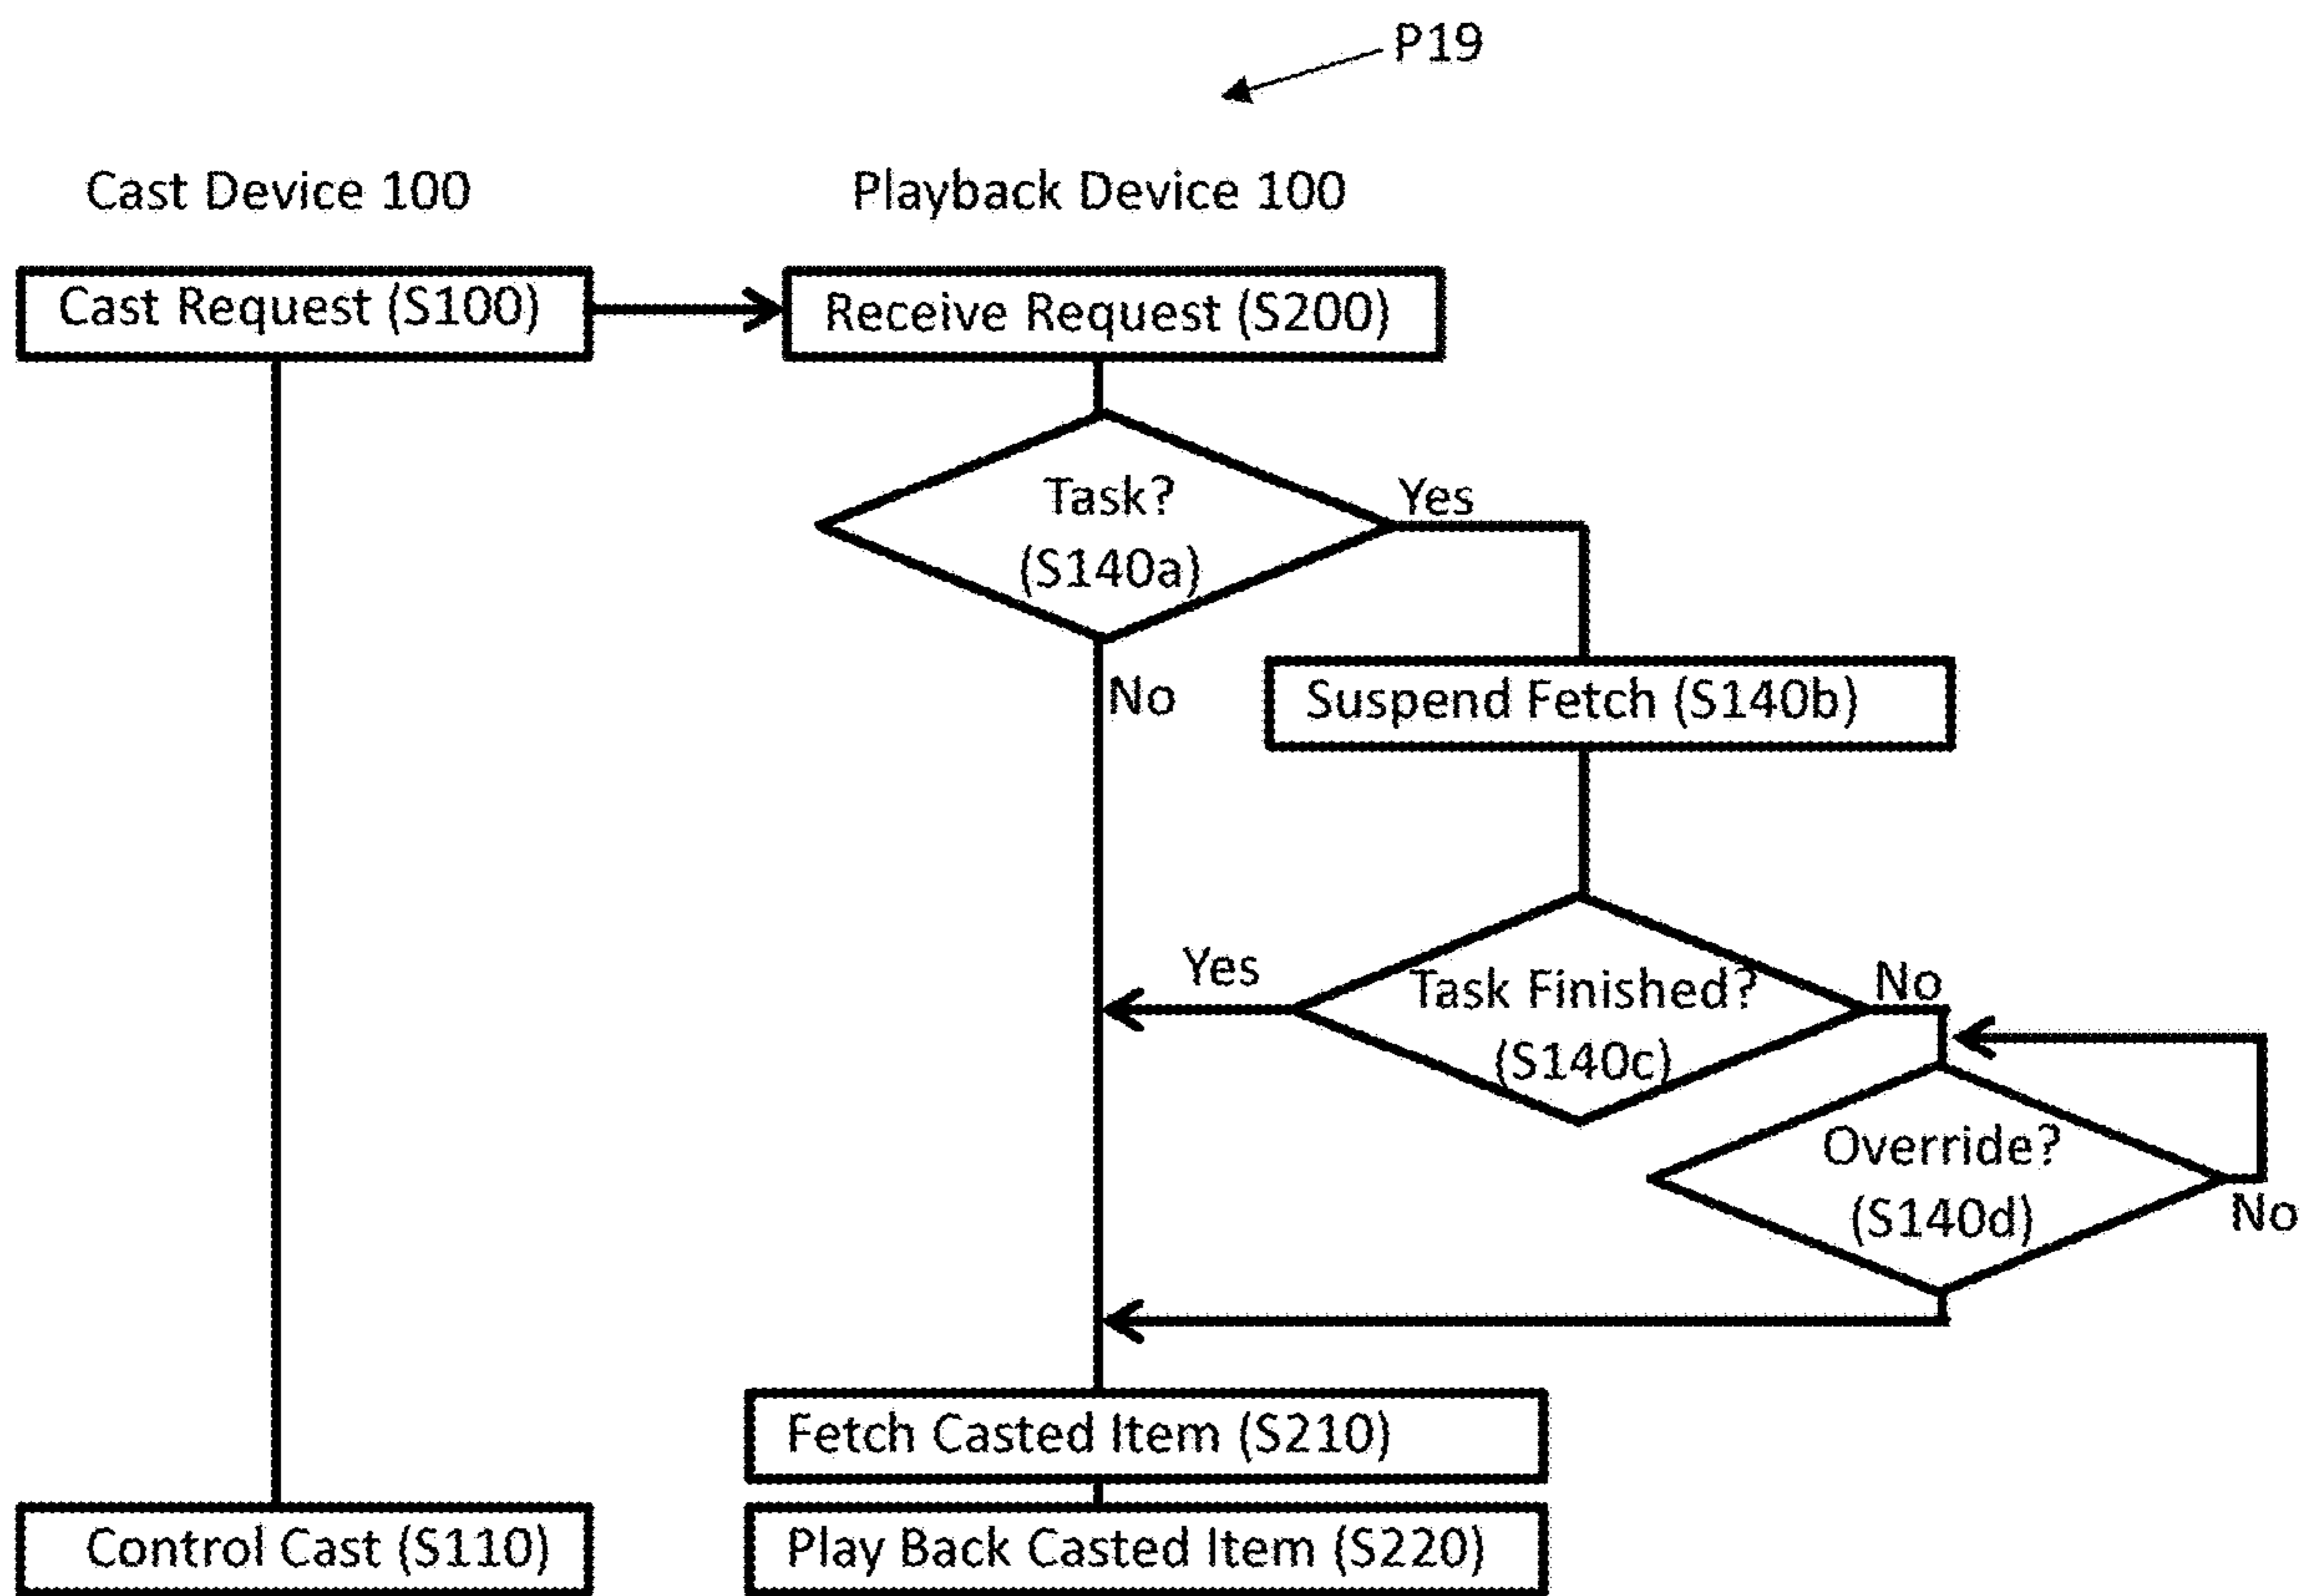 P19
Cast Device 100
Playback Device 100
Cast Request (S100)
Receive Request (S200)
Task?
(S140a)
Yes
No
Suspend Fetch (S140b)
Yes
Task Finished?
(S140c)
No
Override?
(S140d)
No
Fetch Casted Item (S210)
Control Cast (S110)
Play Back Casted Item (S220)